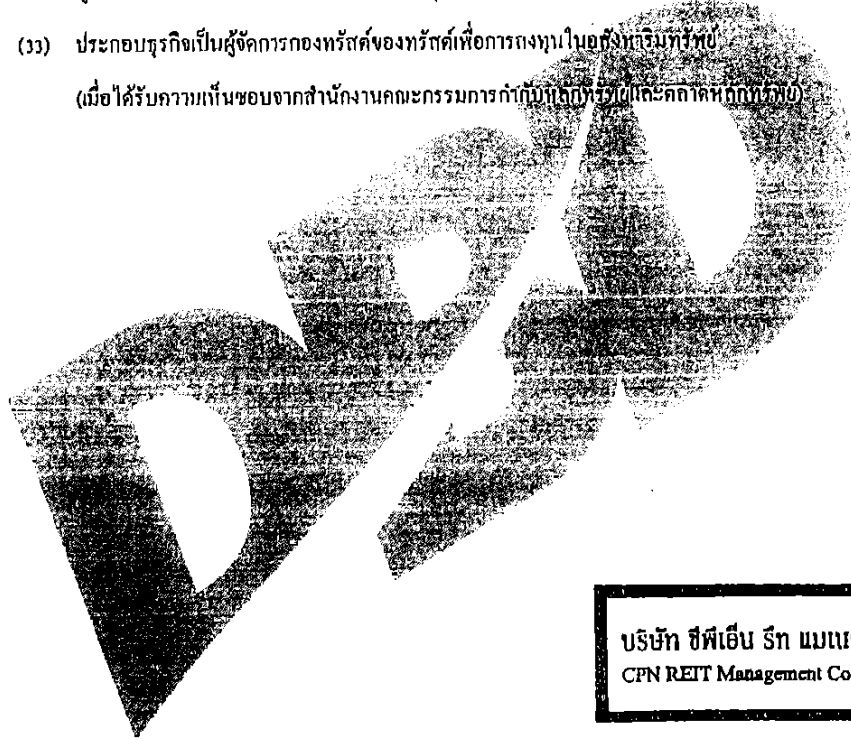 (33) ประกอบธุรกิจเป็นผู้จัดการกองทรัสต์ของทรัสต์เพื่อการลงทุนในอสังหาริมทรัพย์
(เมื่อได้รับความเห็นชอบจากสำนักงานคณะกรรมการกำกับหลักทรัพย์และตลาดหลักทรัพย์)
DBD
บริษัท ซีพีเอ็น รีท แมเน
CPN REIT Management Co